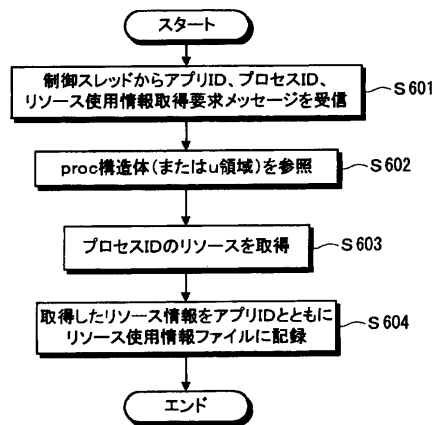 スタート
制御スレッドからアプリID、プロセスID、
リソース使用情報取得要求メッセージを受信
S601
proc構造体(またはu領域)を参照
S602
プロセスIDのリソースを取得
S603
取得したリソース情報をアプリIDとともに
リソース使用情報ファイルに記録
S604
エンド